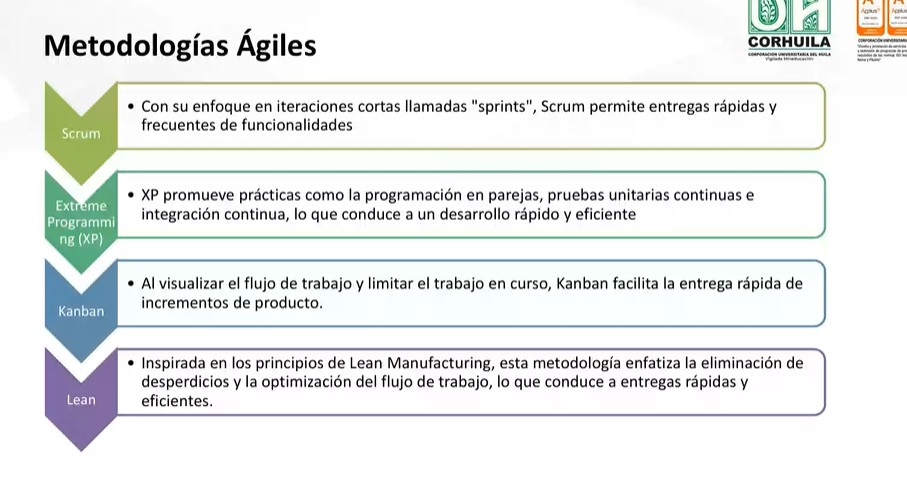 Metodologías Ágiles
CORHUILA
CORPORACIÓN UNIVERSITARIA DEL HUILA
Vigilada Mineducación
Scrum
• Con su enfoque en iteraciones cortas llamadas "sprints", Scrum permite entregas rápidas y
frecuentes de funcionalidades
Extreme
Programmi
ng (XP)
• XP promueve prácticas como la programación en parejas, pruebas unitarias continuas e
integración continua, lo que conduce a un desarrollo rápido y eficiente
Kanban
• Al visualizar el flujo de trabajo y limitar el trabajo en curso, Kanban facilita la entrega rápida de
incrementos de producto.
Lean
• Inspirada en los principios de Lean Manufacturing, esta metodología enfatiza la eliminación de
desperdicios y la optimización del flujo de trabajo, lo que conduce a entregas rápidas y
eficientes.